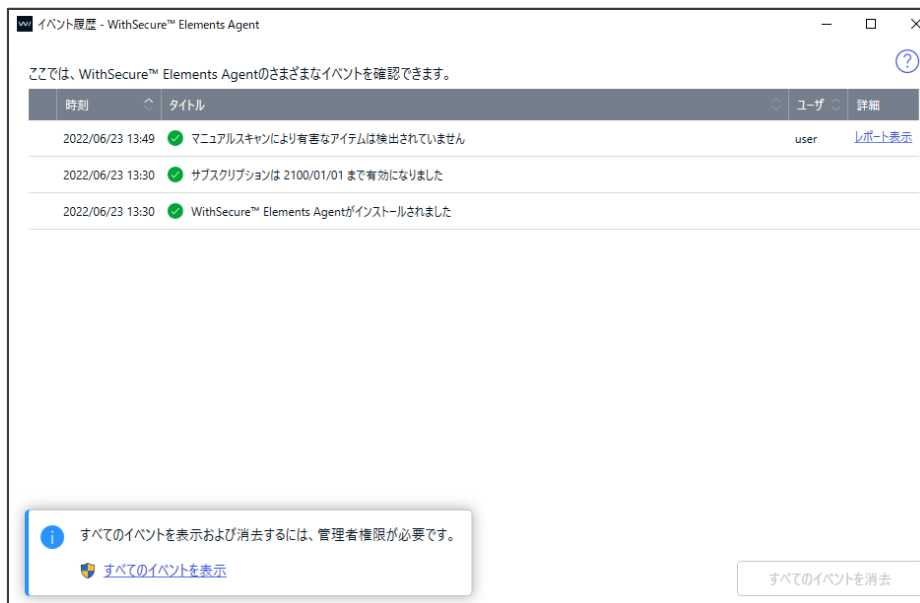 イベント履歴 - WithSecure™ Elements Agent
ここでは、WithSecure™ Elements Agentのさまざまなイベントを確認できます。
時刻 タイトル ユーザ 詳細
2022/06/23 13:49 マニュアルスキャンにより有害なアイテムは検出されていません user レポート表示
2022/06/23 13:30 サブスクリプションは 2100/01/01 まで有効になりました
2022/06/23 13:30 WithSecure™ Elements Agentがインストールされました
すべてのイベントを表示および消去するには、管理者権限が必要です。
すべてのイベントを表示
すべてのイベントを消去